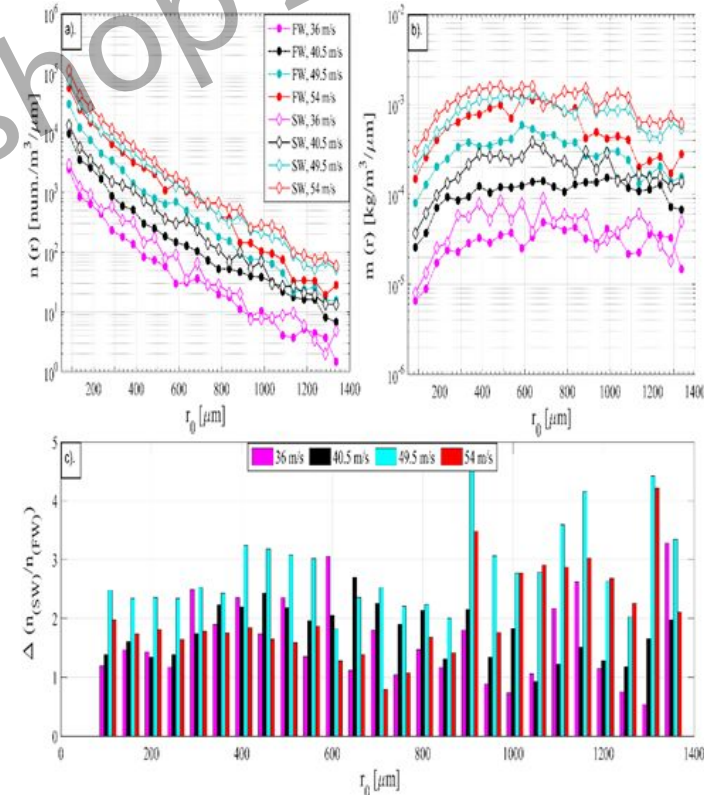 shop
a).
n (r) [num./m³/μm]
10⁶
10⁵
10⁴
10³
10²
10¹
10⁰
FW, 36 m/s
FW, 40.5 m/s
FW, 49.5 m/s
FW, 54 m/s
SW, 36 m/s
SW, 40.5 m/s
SW, 49.5 m/s
SW, 54 m/s
200 400 600 800 1000 1200 1400
r₀ [μm]
b).
m (r) [kg/m³/μm]
10⁻²
10⁻³
10⁻⁴
10⁻⁵
10⁻⁶
200 400 600 800 1000 1200 1400
r₀ [μm]
c).
36 m/s 40.5 m/s 49.5 m/s 54 m/s
Δ (n(SW)/n(FW))
5
4
3
2
1
0
0 200 400 600 800 1000 1200 1400
r₀ [μm]